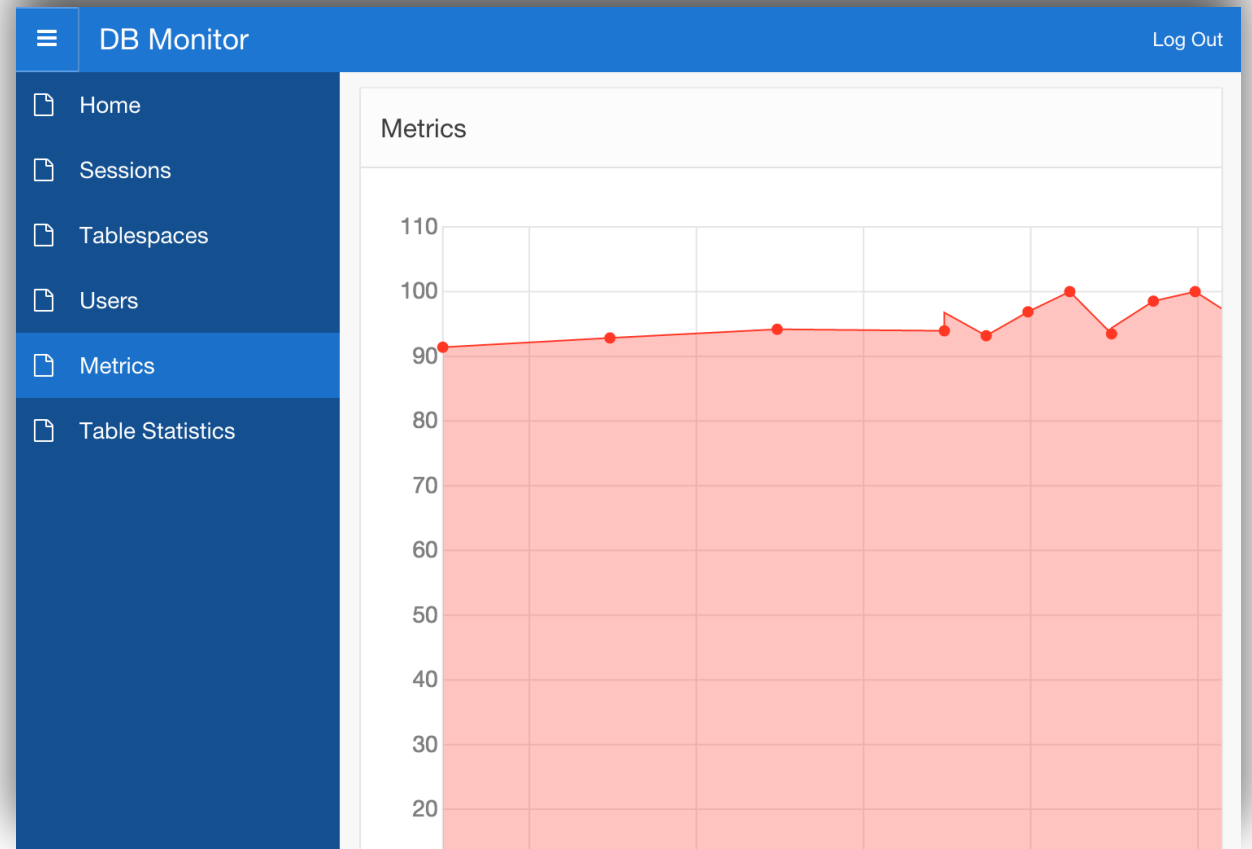 DB Monitor
Log Out
Home
Sessions
Tablespaces
Users
Metrics
Table Statistics
Metrics
110
100
90
80
70
60
50
40
30
20